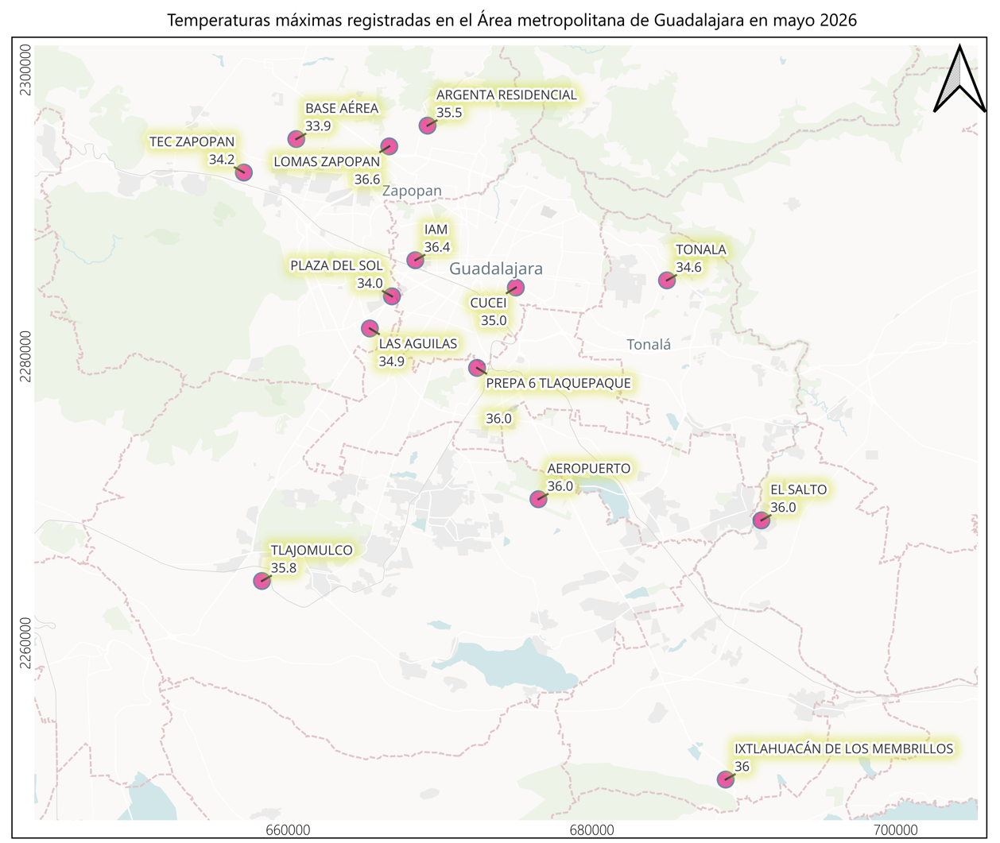 Temperaturas máximas registradas en el Área metropolitana de Guadalajara en mayo 2026
2300000
2280000
2260000
ARGENTA RESIDENCIAL
35.5
BASE AÉREA
33.9
TEC ZAPOPAN
34.2
LOMAS ZAPOPAN
36.6
Zapopan
IAM
36.4
PLAZA DEL SOL
34.0
Guadalajara
TONALA
34.6
CUCEI
35.0
LAS AGUILAS
34.9
Tonalá
PREPA 6 TLAQUEPAQUE
36.0
AEROPUERTO
36.0
EL SALTO
36.0
TLAJOMULCO
35.8
IXTLAHUACÁN DE LOS MEMBRILLOS
36
660000
680000
700000